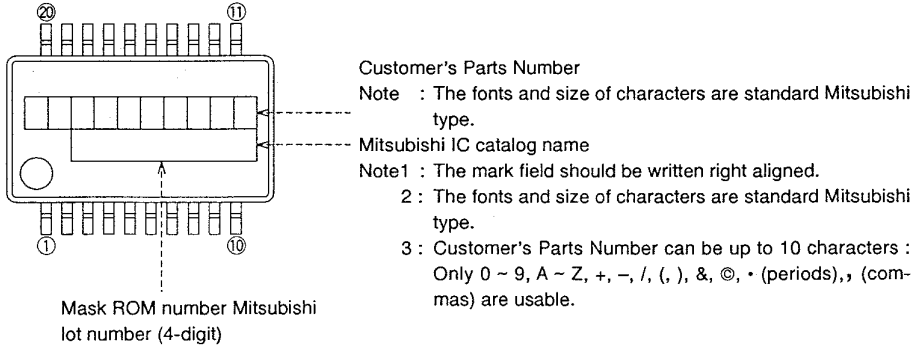 ⑳ ⑪
Customer's Parts Number
Note : The fonts and size of characters are standard Mitsubishi
type.
Mitsubishi IC catalog name
Note1 : The mark field should be written right aligned.
2 : The fonts and size of characters are standard Mitsubishi
type.
3 : Customer's Parts Number can be up to 10 characters :
Only 0 ~ 9, A ~ Z, +, –, /, (, ), &, ©, • (periods), , (com-
mas) are usable.
① ⑩
Mask ROM number Mitsubishi
lot number (4-digit)